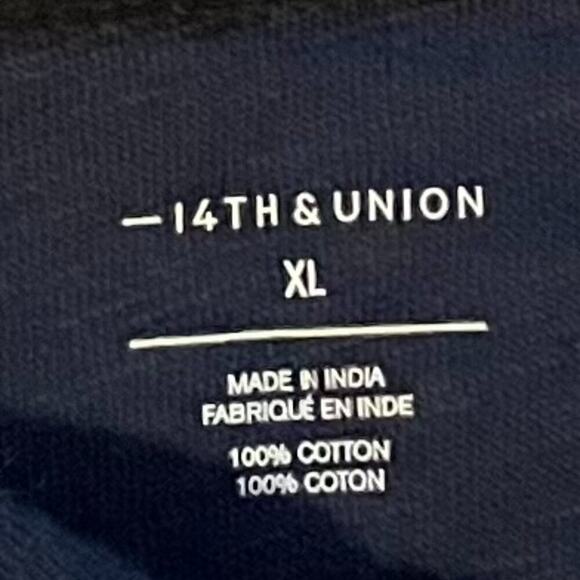 —14TH & UNION
XL
MADE IN INDIA
FABRIQUÉ EN INDE
100% COTTON
100% COTON